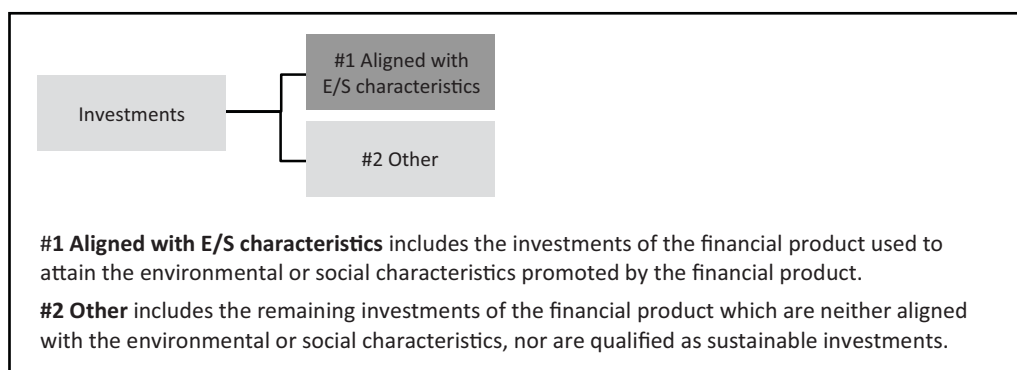 #1 Aligned with
E/S characteristics
Investments
#2 Other
#1 Aligned with E/S characteristics includes the investments of the financial product used to
attain the environmental or social characteristics promoted by the financial product.
#2 Other includes the remaining investments of the financial product which are neither aligned
with the environmental or social characteristics, nor are qualified as sustainable investments.